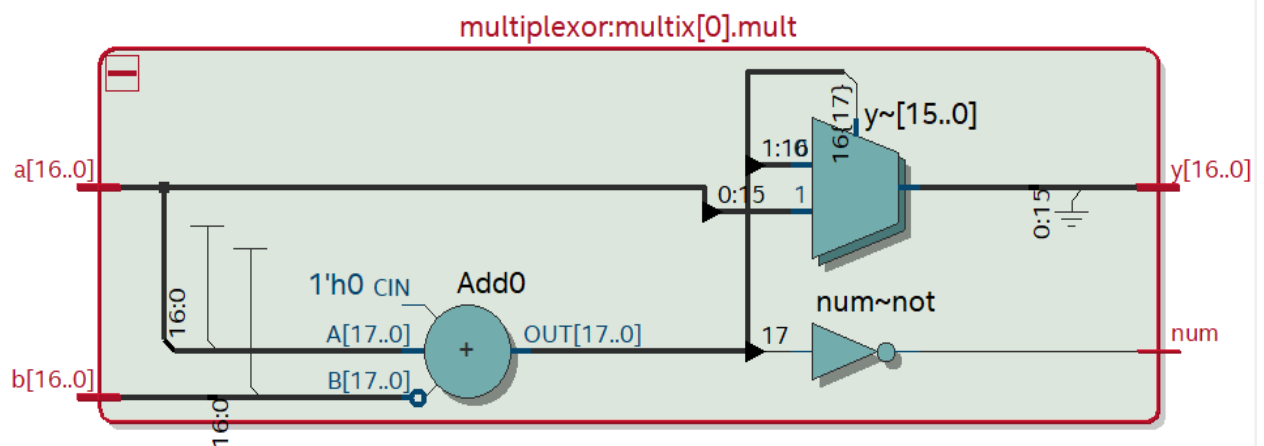 multiplexor:multix[0].mult
16{17}
y~[15..0]
1:16
0
a[16..0]
0:15
1
y[16..0]
0:15
1'h0
CIN
Add0
16:0
num~not
A[17..0]
+
OUT[17..0]
17
num
b[16..0]
B[17..0]
16:0